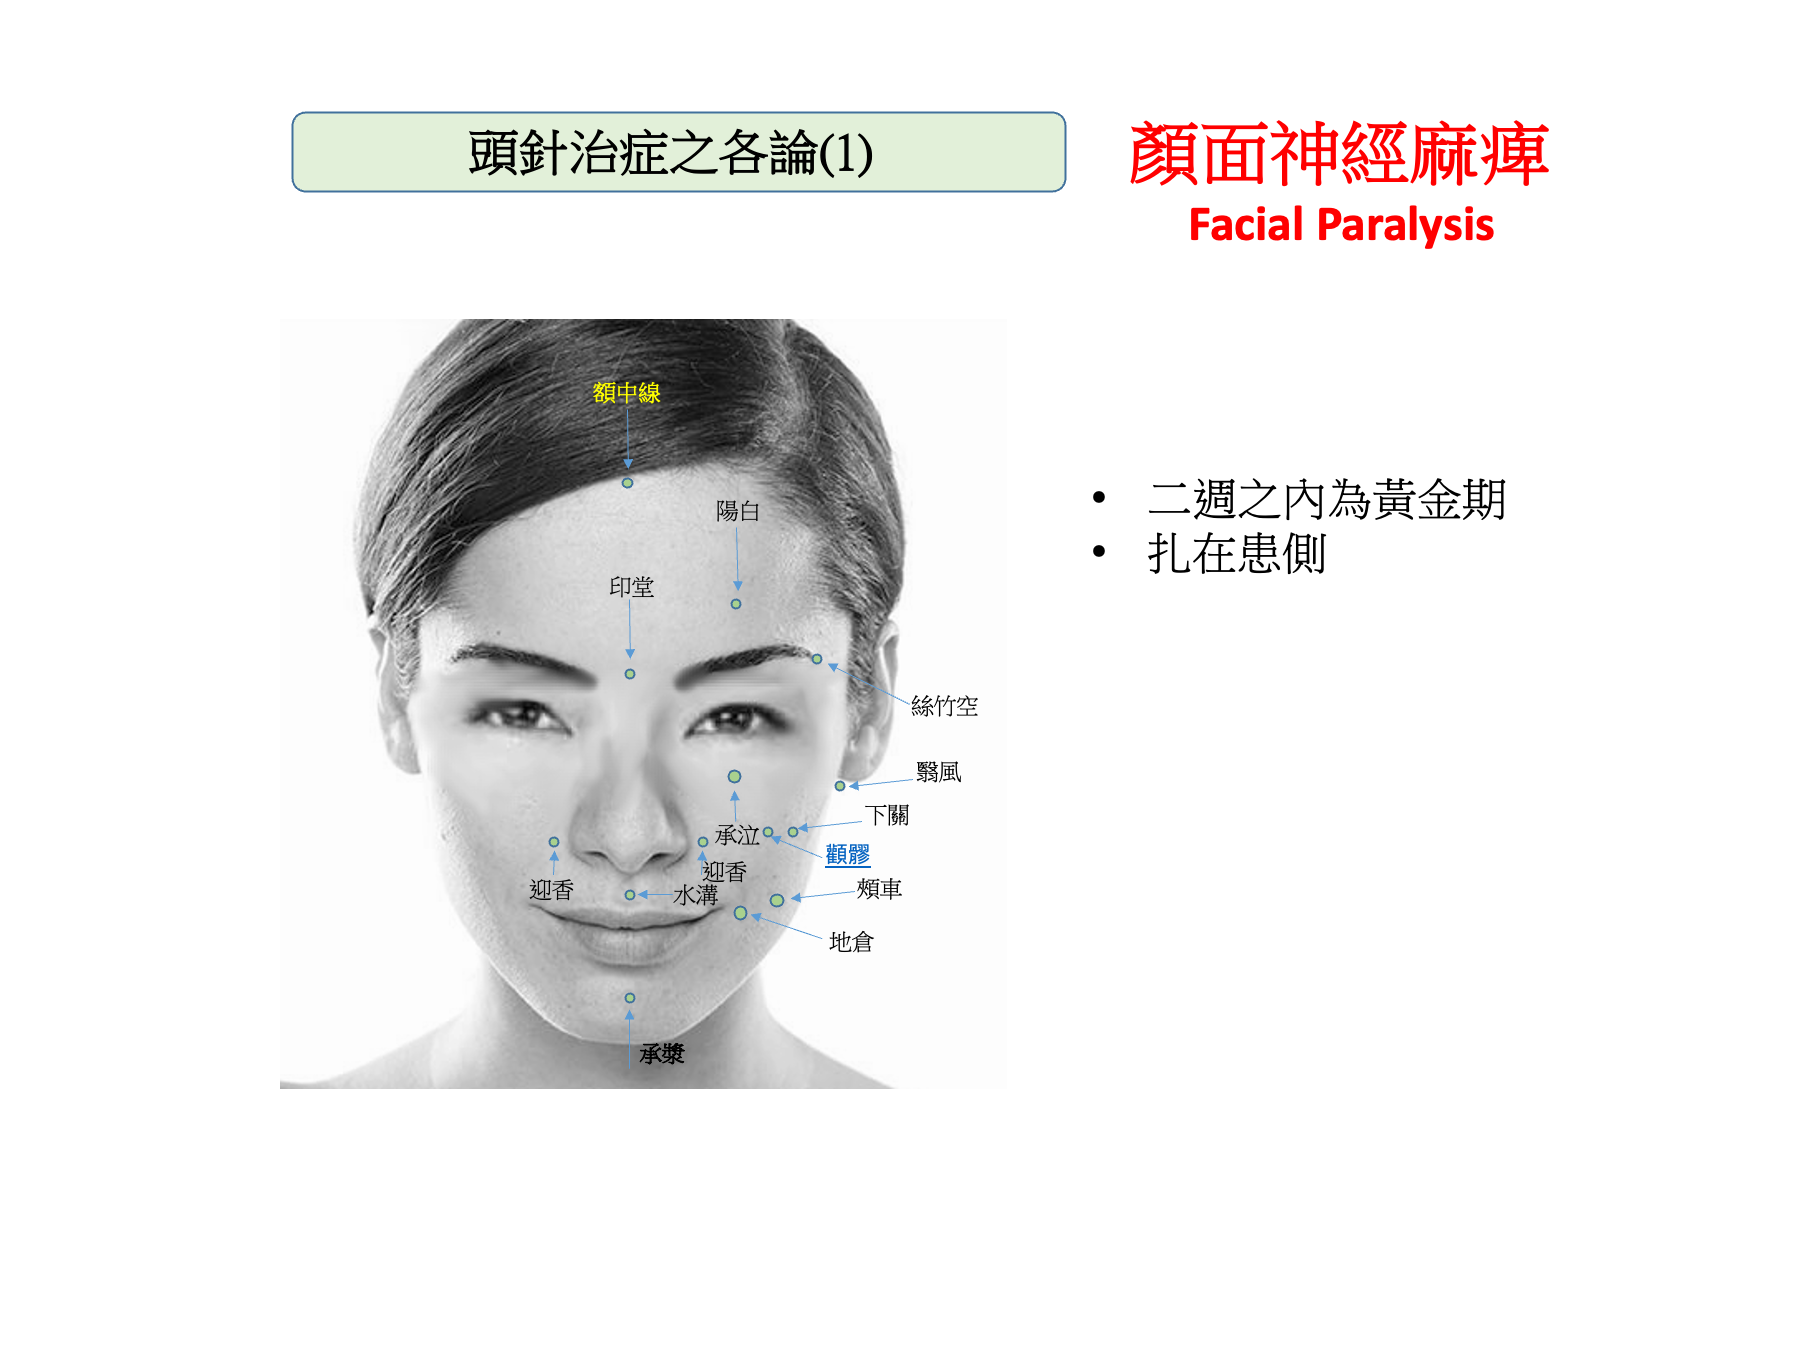 頭針治症之各論(1)
顏面神經麻痺
Facial Paralysis
額中線
陽白
印堂
絲竹空
翳風
下關
承泣
顴髎
迎香
迎香
水溝
頰車
地倉
承漿
• 二週之內為黃金期
• 扎在患側